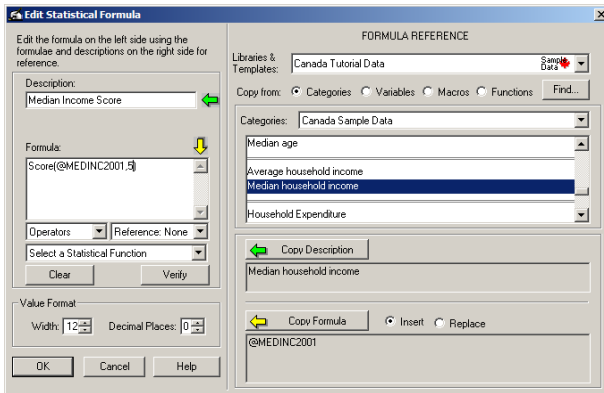 Edit Statistical Formula
Edit the formula on the left side using the
formulae and descriptions on the right side for
reference.
Description:
Median Income Score
Formula:
Score(@MEDINC2001,5)
Operators
Reference: None
Select a Statistical Function
Clear
Verify
Value Format
Width: 12
Decimal Places: 0
OK
Cancel
Help
FORMULA REFERENCE
Libraries &
Templates:
Canada Tutorial Data
Sample
Data
Copy from:
Categories
Variables
Macros
Functions
Find...
Categories:
Canada Sample Data
Median age
Average household income
Median household income
Household Expenditure
Copy Description
Median household income
Copy Formula
Insert
Replace
@MEDINC2001